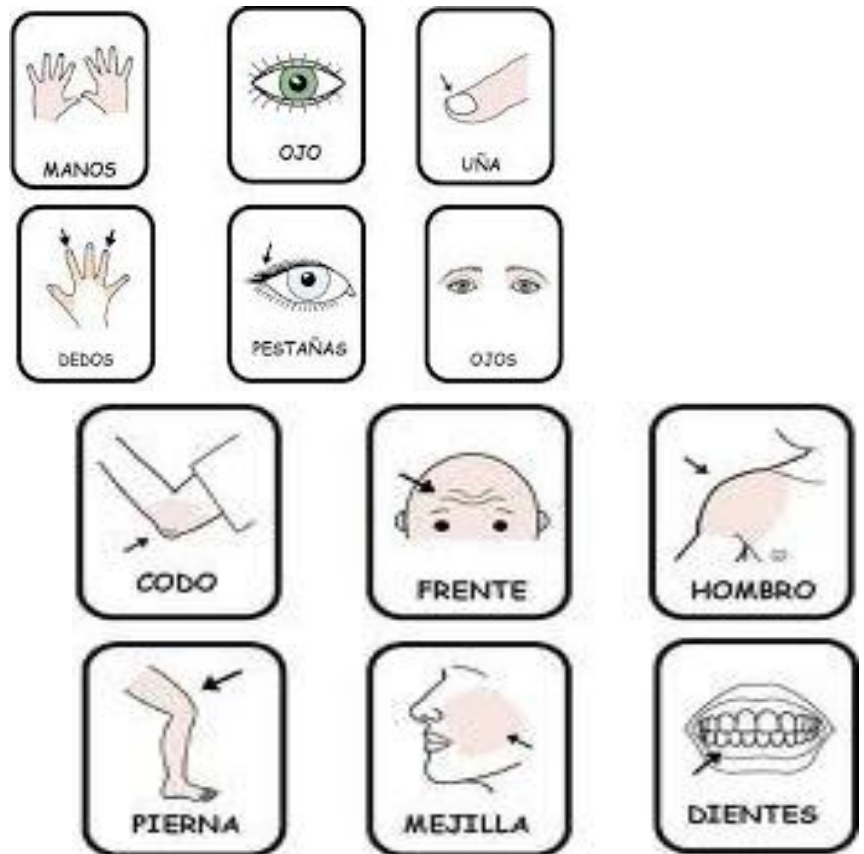 MANOS
OJO
UÑA
DEDOS
PESTAÑAS
OJOS
CODO
FRENTE
HOMBRO
PIERNA
MEJILLA
DIENTES